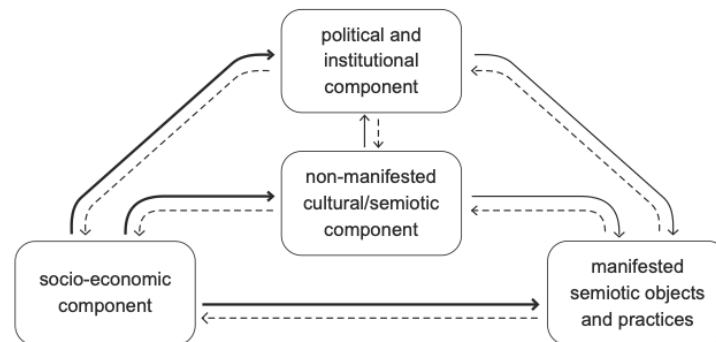 political and
institutional
component
non-manifested
cultural/semiotic
component
socio-economic
component
manifested
semiotic objects
and practices